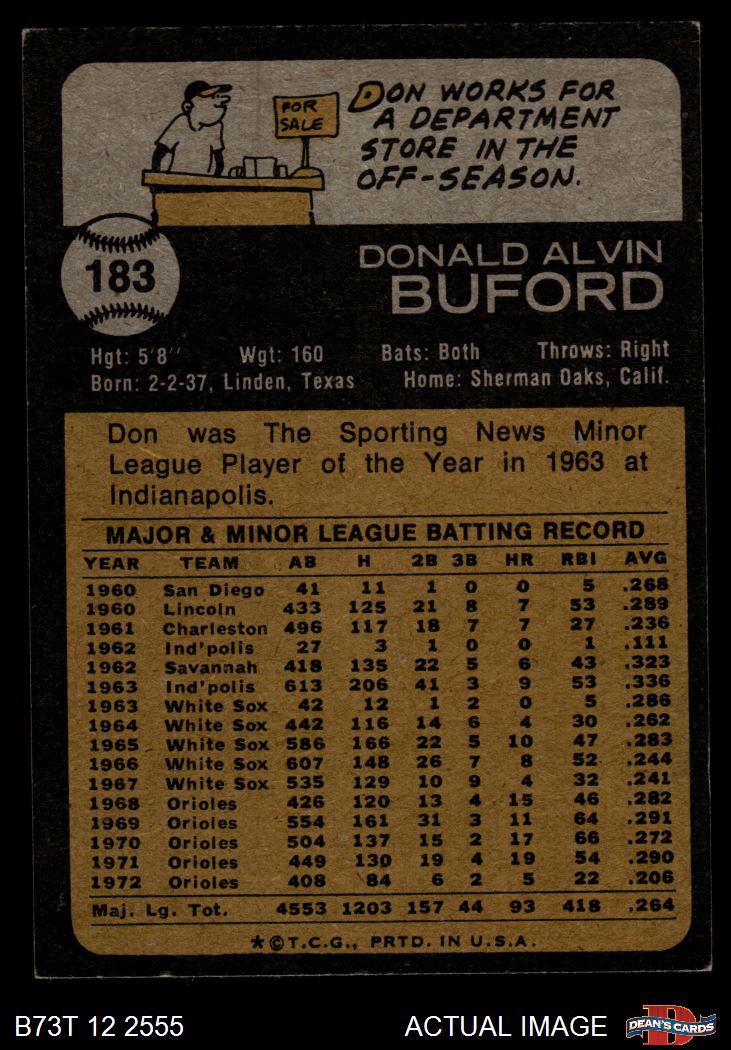 DON WORKS FOR
A DEPARTMENT
STORE IN THE
OFF-SEASON.
FOR
SALE
183
DONALD ALVIN
BUFORD
Hgt: 5'8" Wgt: 160 Bats: Both Throws: Right
Born: 2-2-37, Linden, Texas Home: Sherman Oaks, Calif.
Don was The Sporting News Minor
League Player of the Year in 1963 at
Indianapolis.
MAJOR & MINOR LEAGUE BATTING RECORD
YEAR TEAM AB H 2B 3B HR RBI AVG
1960 San Diego 41 11 1 0 0 5 .268
1960 Lincoln 433 125 21 8 7 53 .289
1961 Charleston 496 117 18 7 7 27 .236
1962 Ind'polis 27 3 1 0 0 1 .111
1962 Savannah 418 135 22 5 6 43 .323
1963 Ind'polis 613 206 41 3 9 53 .336
1963 White Sox 42 12 1 2 0 5 .286
1964 White Sox 442 116 14 6 4 30 .262
1965 White Sox 586 166 22 5 10 47 .283
1966 White Sox 607 148 26 7 8 52 .244
1967 White Sox 535 129 10 9 4 32 .241
1968 Orioles 426 120 13 4 15 46 .282
1969 Orioles 554 161 31 3 11 64 .291
1970 Orioles 504 137 15 2 17 66 .272
1971 Orioles 449 130 19 4 19 54 .290
1972 Orioles 408 84 6 2 5 22 .206
Maj. Lg. Tot. 4553 1203 157 44 93 418 .264
★©T.C.G., PRTD. IN U.S.A.
B73T 12 2555 ACTUAL IMAGE
D
DEAN'S CARDS